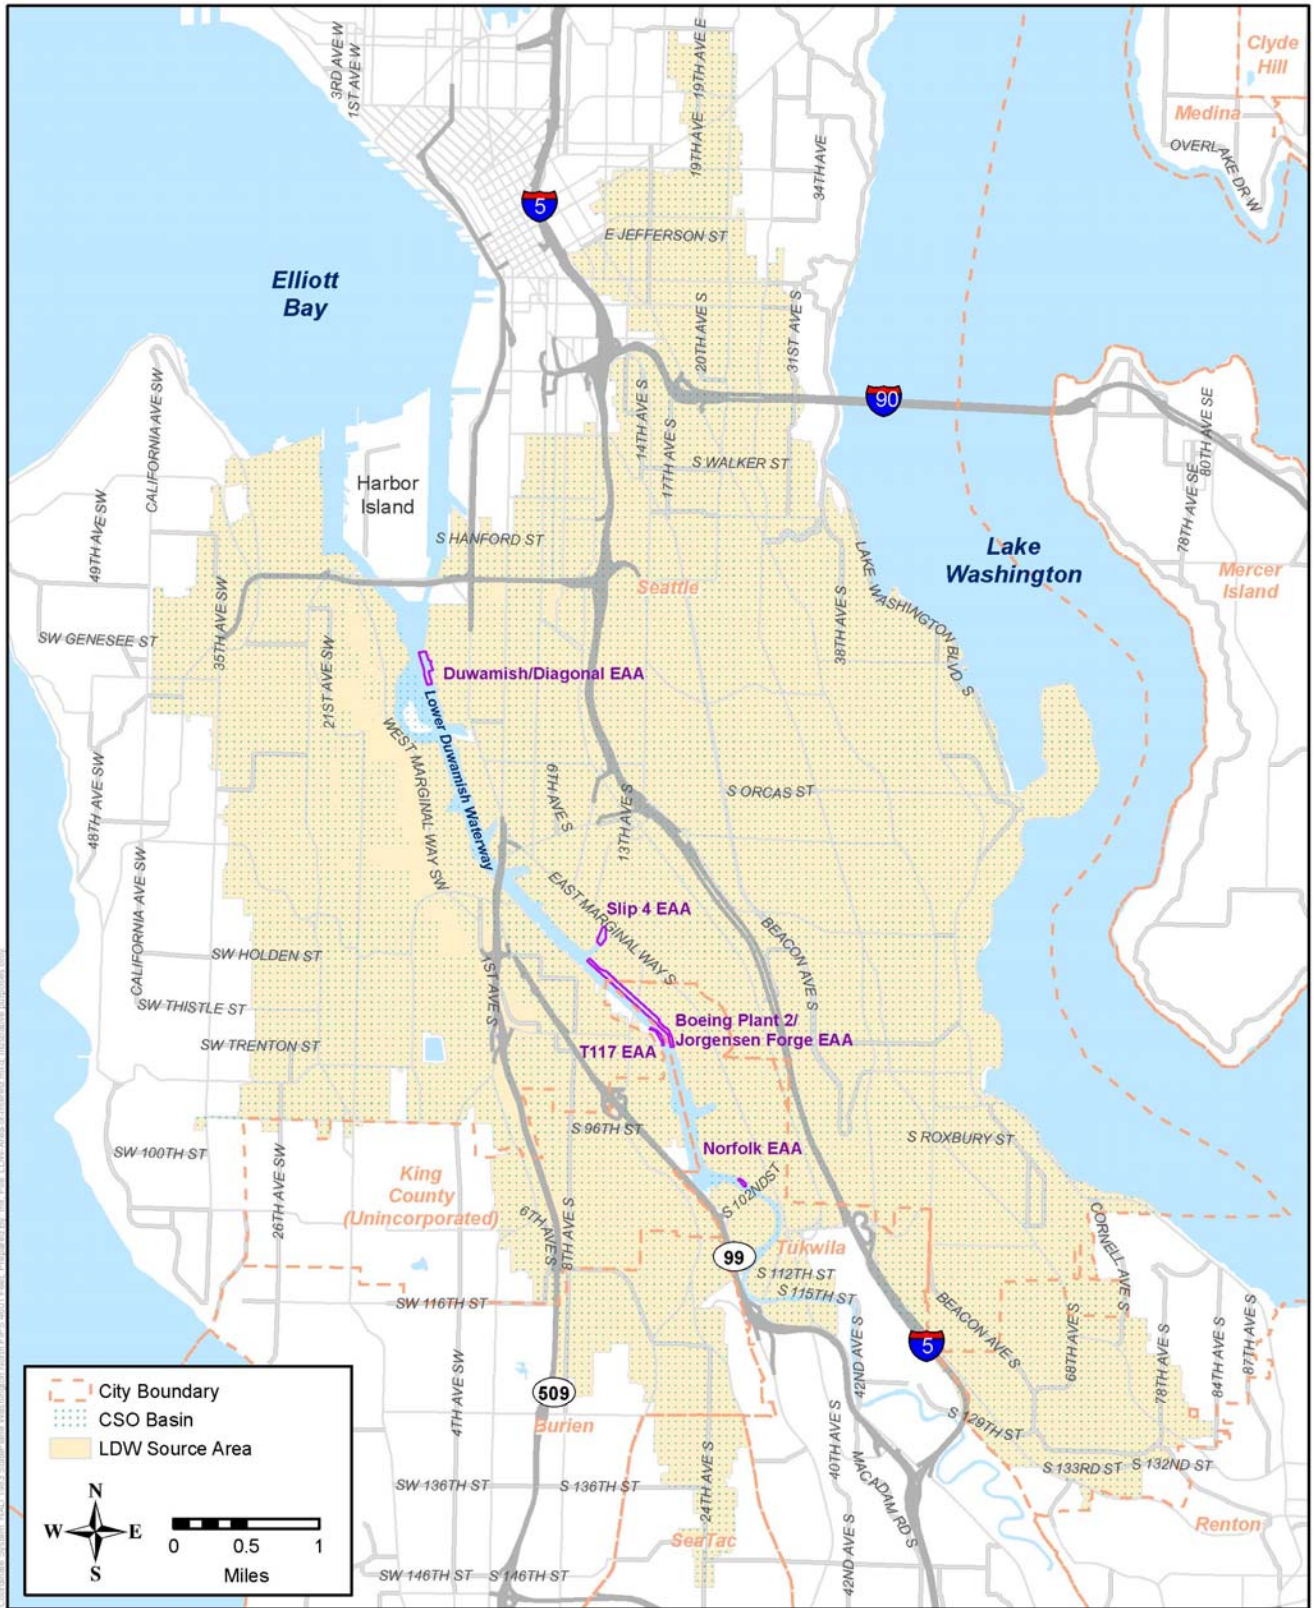 3RD AVE W
1ST AVE W
19TH AVE E
19TH AVE
34TH AVE
Clyde
Hill
Medina
OVERLAKE DR W
5
E JEFFERSON ST
Elliott
Bay
20TH AVE S
31ST AVE S
90
CALIFORNIA AVE SW
14TH AVE S
17TH AVE S
S WALKER ST
80TH AVE SE
78TH AVE SE
Harbor
Island
49TH AVE SW
S HANFORD ST
Lake
Washington
LAKE WASHINGTON BLVD. S
Seattle
Mercer
Island
35TH AVE SW
SW GENESEE ST
21ST AVE SW
38TH AVE S
Duwamish/Diagonal EAA
Lower Duwamish Waterway
WEST MARGINAL WAY SW
48TH AVE SW
6TH AVE S
13TH AVE S
S ORCAS ST
CALIFORNIA AVE SW
EAST MARGINAL WAY S
Slip 4 EAA
BEACON AVE S
SW HOLDEN ST
1ST AVE S
SW THISTLE ST
SW TRENTON ST
Boeing Plant 2/
Jorgensen Forge EAA
T117 EAA
S 96TH ST
S ROXBURY ST
SW 100TH ST
26TH AVE SW
King
County
(Unincorporated)
Norfolk EAA
S 102ND ST
6TH AVE S
8TH AVE S
CORNELL AVE S
99
Tukwila
S 112TH ST
S 115TH ST
SW 116TH ST
BEACON AVE S
5
68TH AVE S
78TH AVE S
84TH AVE S
87TH AVE S
42ND AVE S
4TH AVE SW
509
Burien
S 129TH ST
40TH AVE S
MACADAM RD S
S 133RD ST
S 132ND ST
24TH AVE S
SW 136TH ST
S 136TH ST
SeaTac
Renton
42ND AVE S
SW 146TH ST
S 146TH ST
City Boundary
CSO Basin
LDW Source Area
N
W
E
S
0
0.5
1
Miles